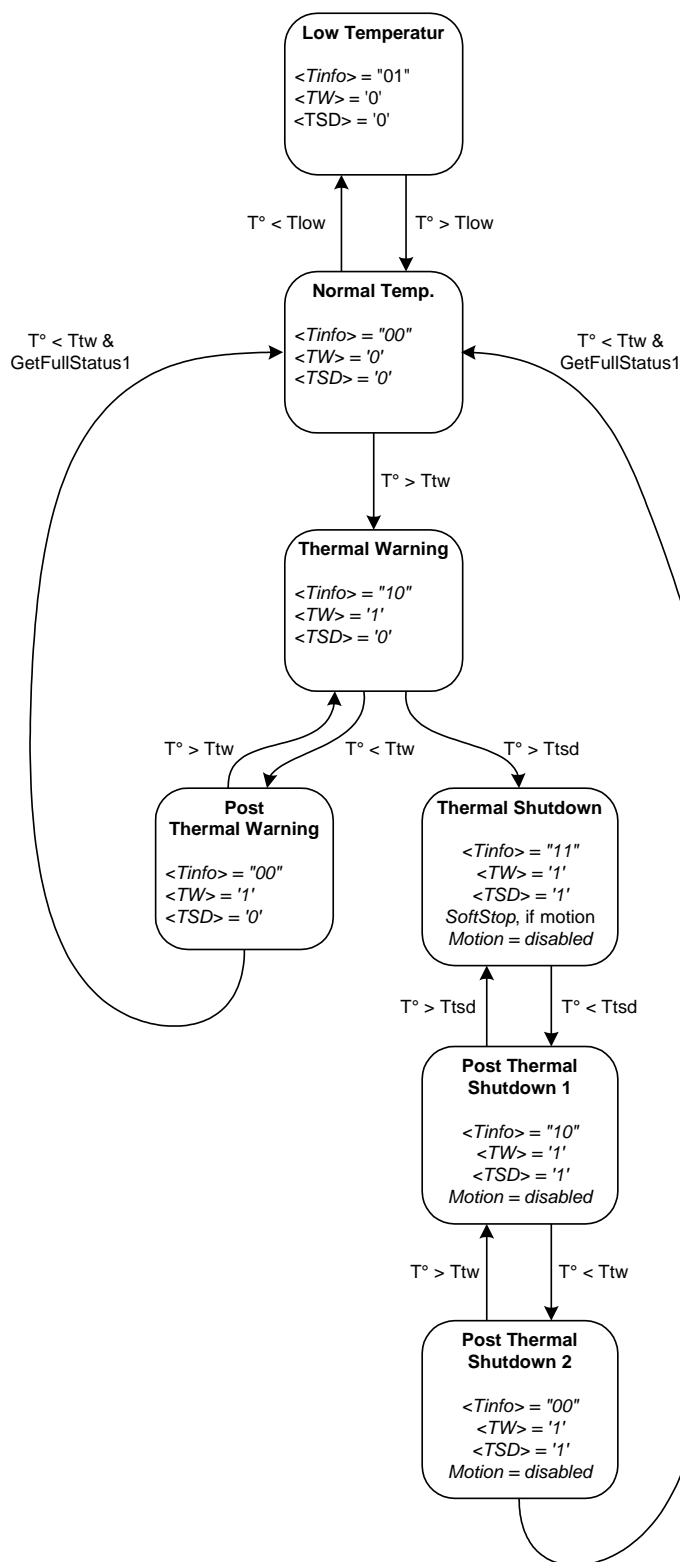 Low Temperatur
<Tinfo> = "01"
<TW> = '0'
<TSD> = '0'
T° < Tlow
T° > Tlow
Normal Temp.
<Tinfo> = "00"
<TW> = '0'
<TSD> = '0'
T° < Ttw &
GetFullStatus1
T° < Ttw &
GetFullStatus1
T° > Ttw
Thermal Warning
<Tinfo> = "10"
<TW> = '1'
<TSD> = '0'
T° > Ttw
T° < Ttw
T° > Ttsd
Post
Thermal Warning
<Tinfo> = "00"
<TW> = '1'
<TSD> = '0'
Thermal Shutdown
<Tinfo> = "11"
<TW> = '1'
<TSD> = '1'
SoftStop, if motion
Motion = disabled
T° > Ttsd
T° < Ttsd
Post Thermal
Shutdown 1
<Tinfo> = "10"
<TW> = '1'
<TSD> = '1'
Motion = disabled
T° > Ttw
T° < Ttw
Post Thermal
Shutdown 2
<Tinfo> = "00"
<TW> = '1'
<TSD> = '1'
Motion = disabled